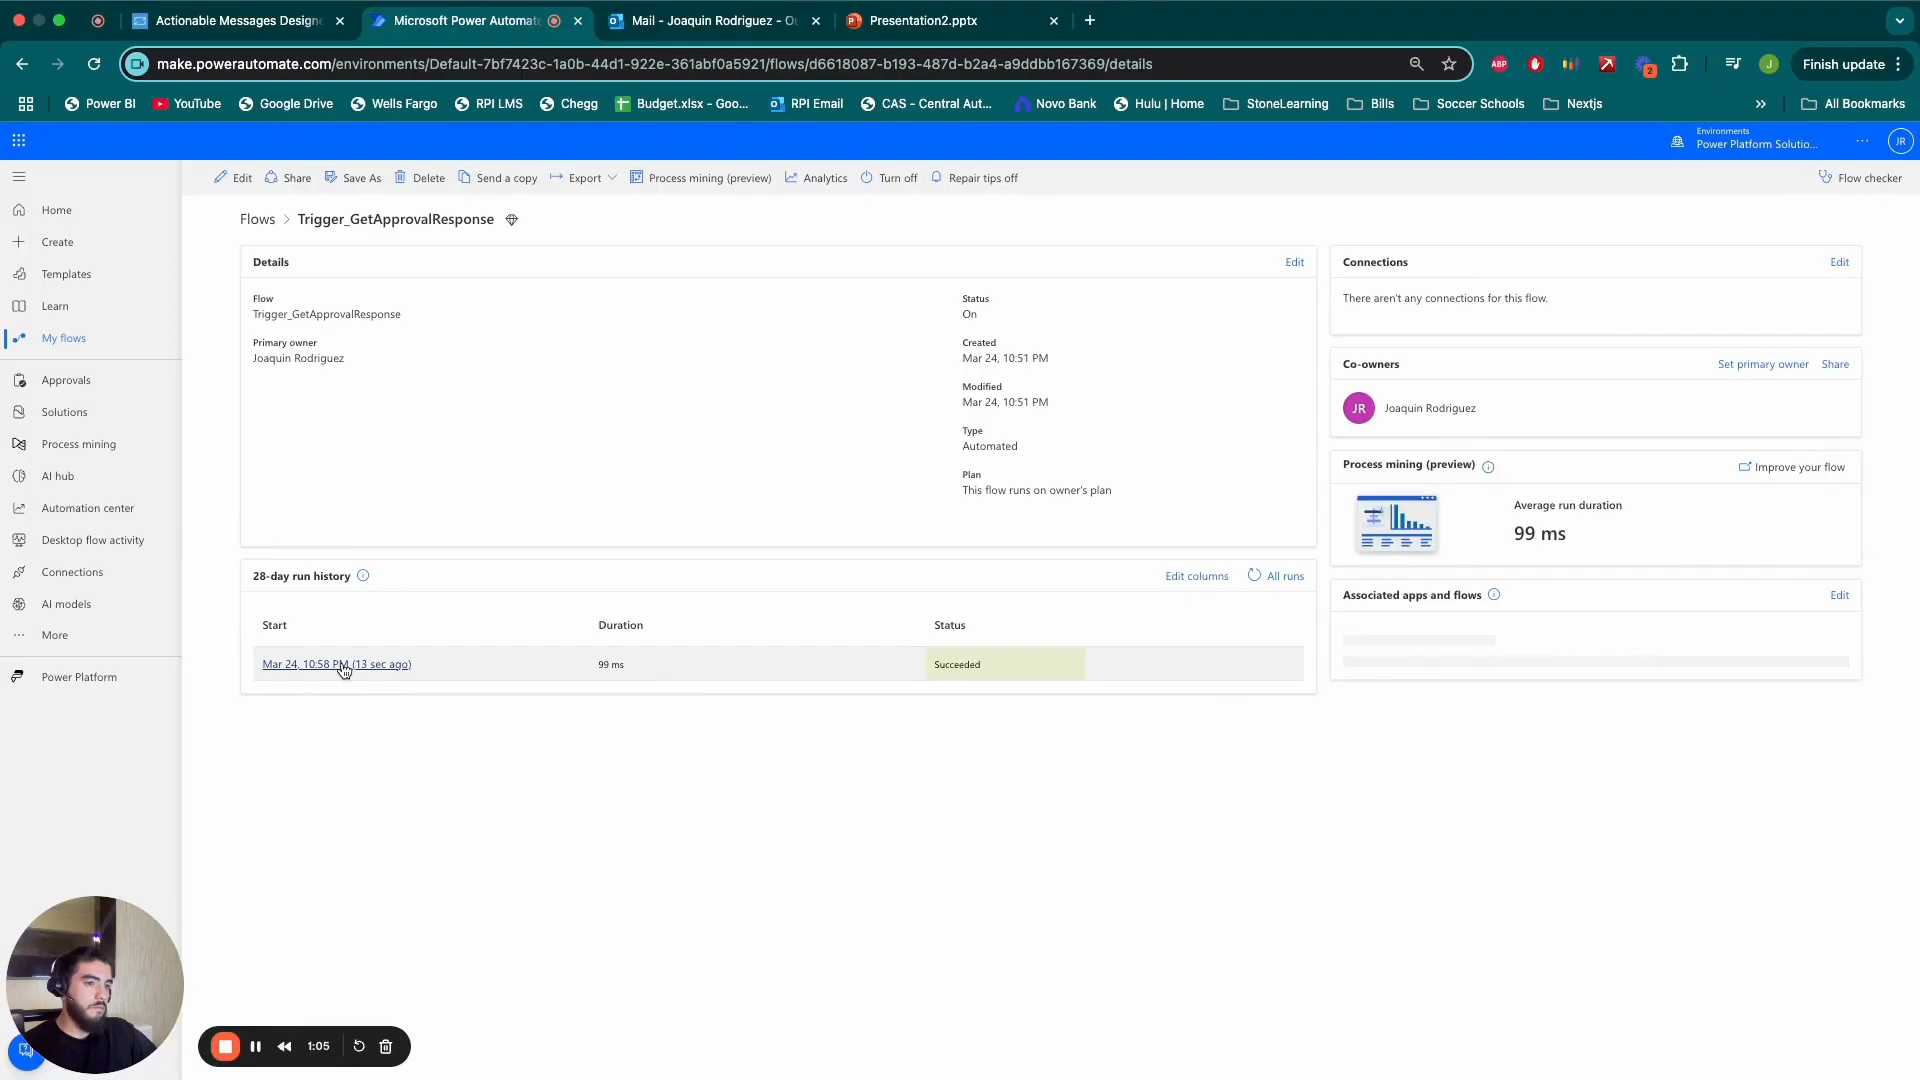 Actionable Messages Designe
Microsoft Power Automate
Mail - Joaquin Rodriguez - Ou
Presentation2.pptx
make.powerautomate.com/environments/Default-7bf7423c-1a0b-44d1-922e-361abf0a5921/flows/d6618087-b193-487d-b2a4-a9ddbb167369/details
ABP
2
J
Finish update
Power BI
YouTube
Google Drive
Wells Fargo
RPI LMS
Chegg
Budget.xlsx - Goo...
RPI Email
CAS - Central Aut...
Novo Bank
Hulu | Home
StoneLearning
Bills
Soccer Schools
Nextjs
»
All Bookmarks
Environments
Power Platform Solutio...
JR
Edit
Share
Save As
Delete
Send a copy
Export
Process mining (preview)
Analytics
Turn off
Repair tips off
Flow checker
Home
Create
Templates
Learn
My flows
Approvals
Solutions
Process mining
AI hub
Automation center
Desktop flow activity
Connections
AI models
More
Power Platform
Flows > Trigger_GetApprovalResponse
Details
Edit
Flow
Trigger_GetApprovalResponse
Primary owner
Joaquin Rodriguez
Status
On
Created
Mar 24, 10:51 PM
Modified
Mar 24, 10:51 PM
Type
Automated
Plan
This flow runs on owner's plan
28-day run history
Edit columns
All runs
Start
Duration
Status
Mar 24, 10:58 PM (13 sec ago)
99 ms
Succeeded
Connections
Edit
There aren't any connections for this flow.
Co-owners
Set primary owner
Share
JR
Joaquin Rodriguez
Process mining (preview)
Improve your flow
Average run duration
99 ms
Associated apps and flows
Edit
1:05